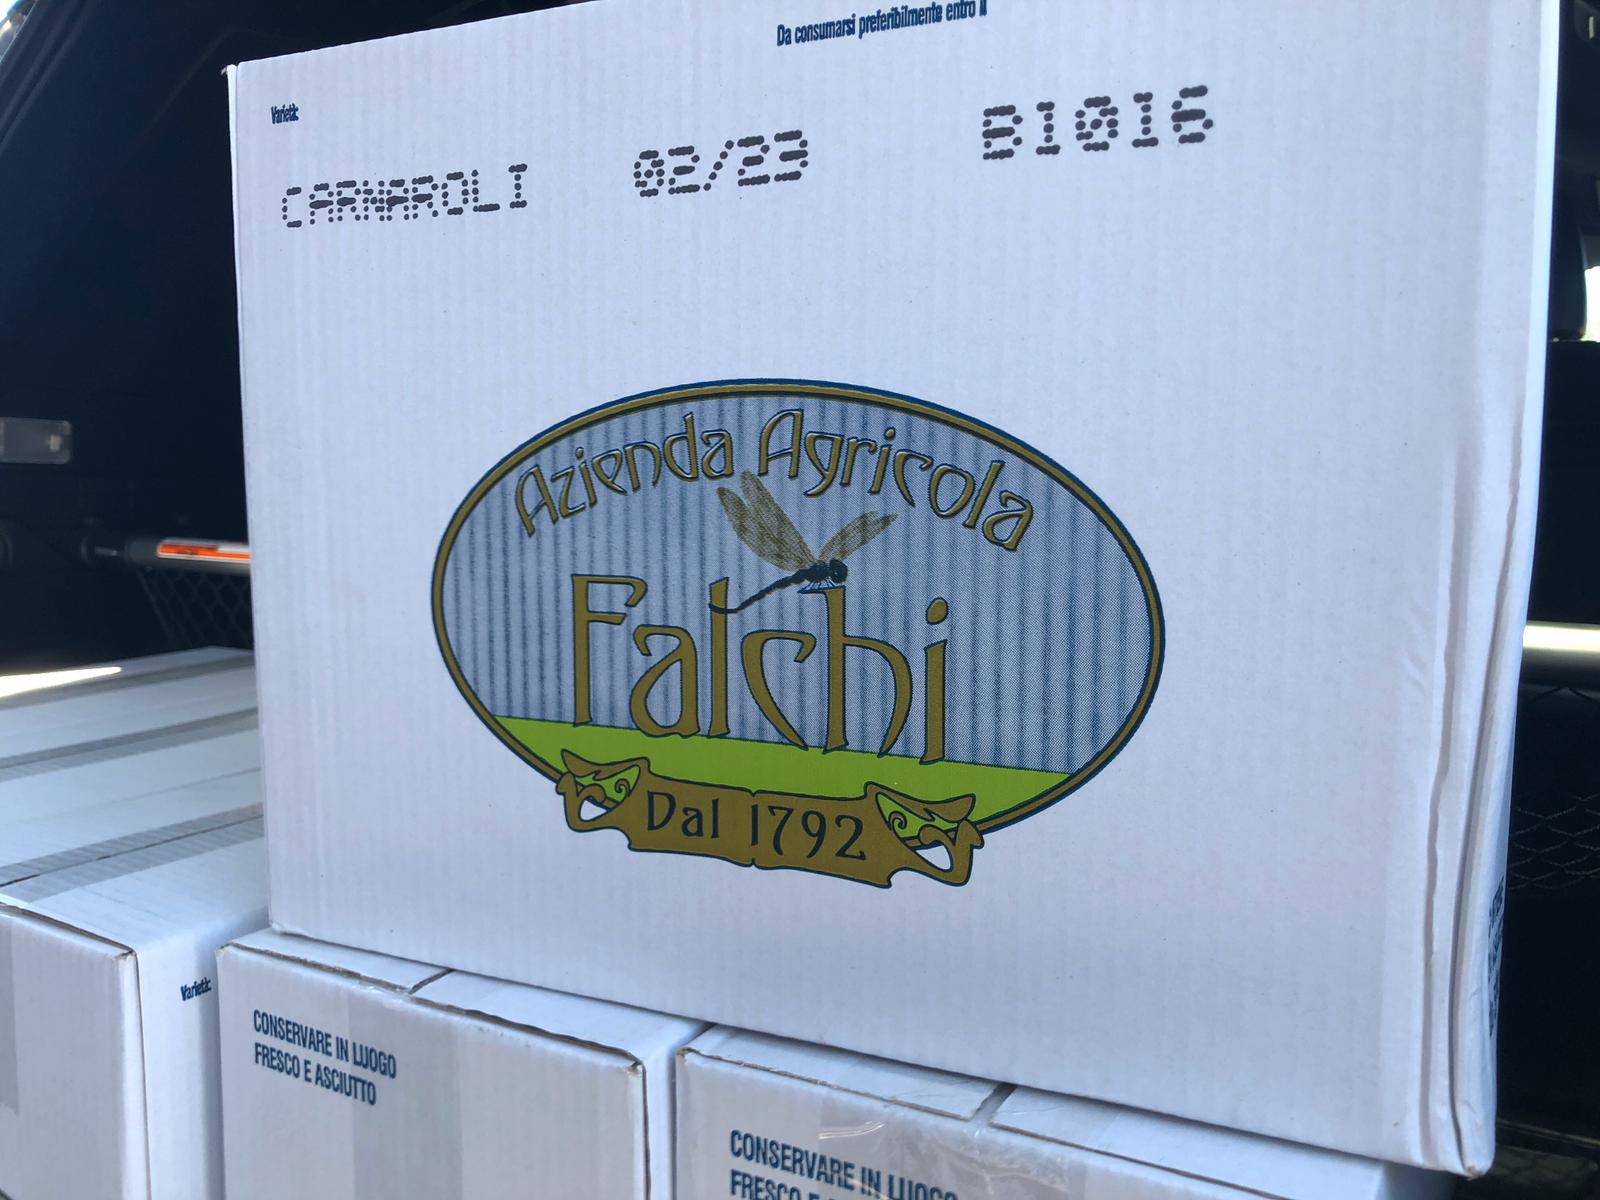 Da consumarsi preferibilmente entro il
Varietà:
CARNAROLI 02/23 B1016
Azienda Agricola
Falchi
Dal 1792
Varietà:
CONSERVARE IN LUOGO
FRESCO E ASCIUTTO
CONSERVARE IN LUOGO
FRESCO E